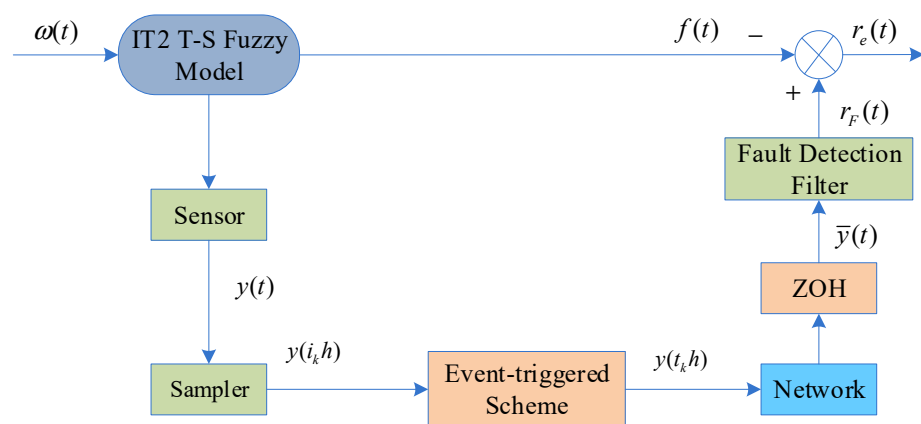 ω(t)
IT2 T-S Fuzzy
Model
f(t)
−
r_e(t)
+
r_F(t)
Fault Detection
Filter
Sensor
ȳ(t)
y(t)
ZOH
y(i_k h)
y(t_k h)
Sampler
Event-triggered
Scheme
Network